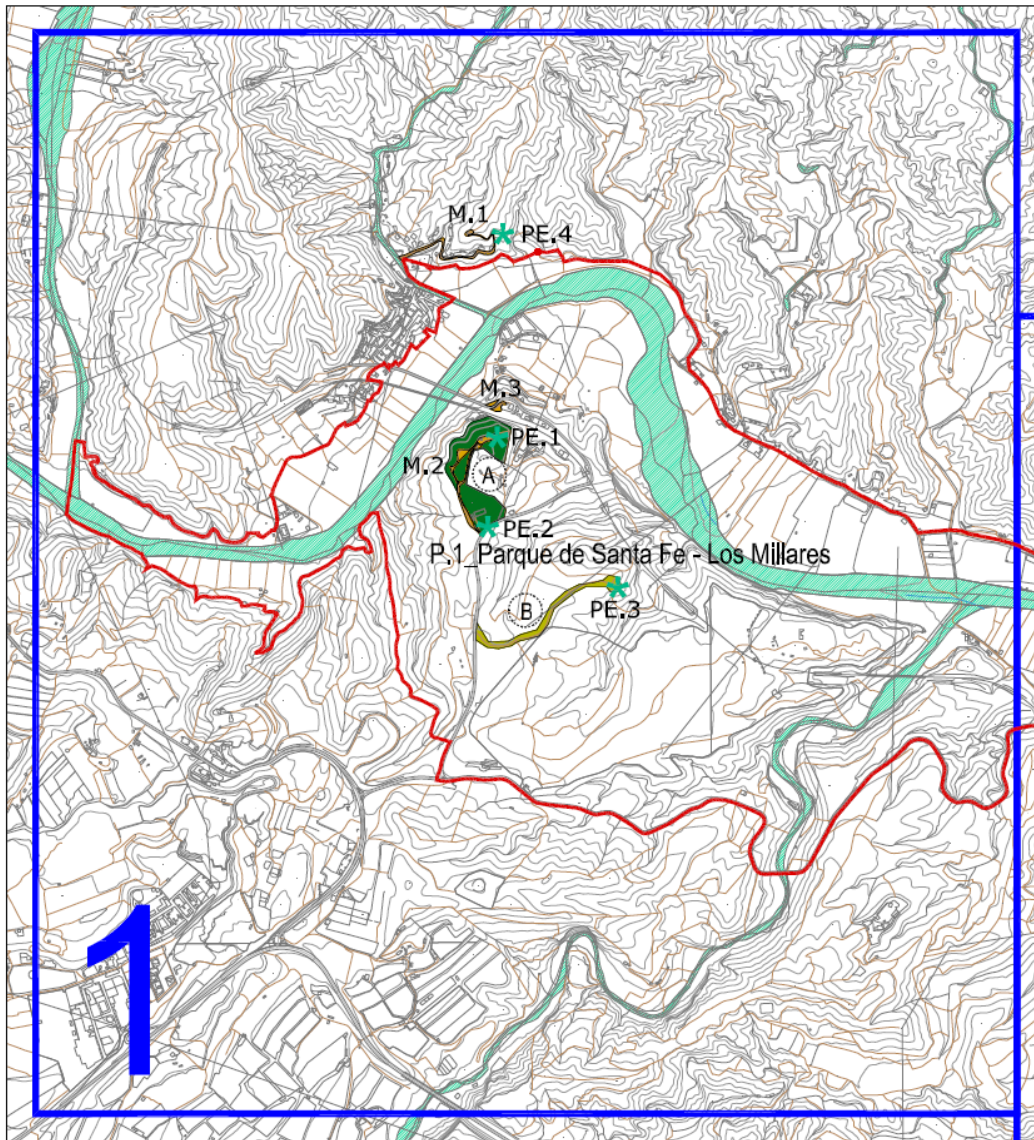 M.1
PE.4
M.3
PE.1
M.2
A
PE.2
P.1_Parque de Santa Fe - Los Millares
PE.3
B
1